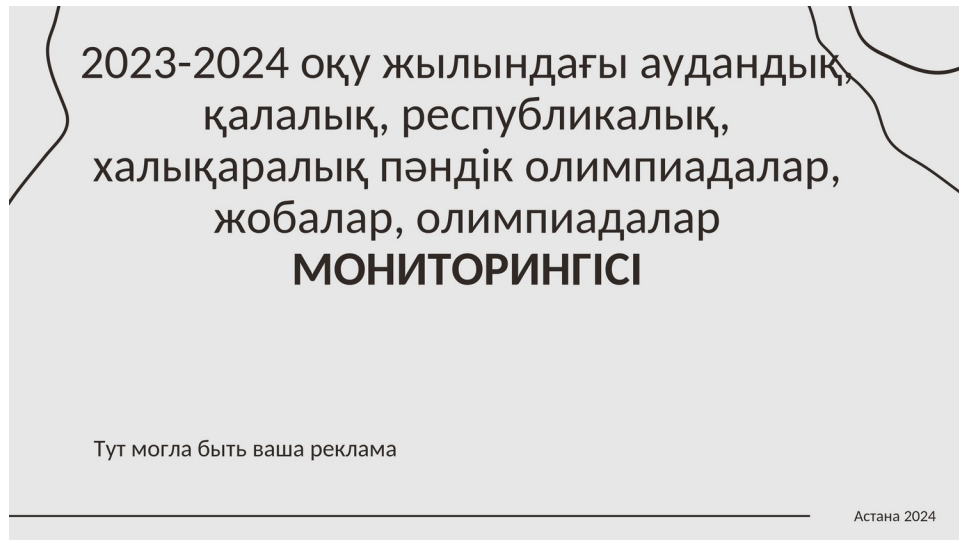 2023-2024 оқу жылындағы аудандық,
қалалық, республикалық,
халықаралық пәндік олимпиадалар,
жобалар, олимпиадалар
МОНИТОРИНГІСІ
Тут могла быть ваша реклама
Астана 2024